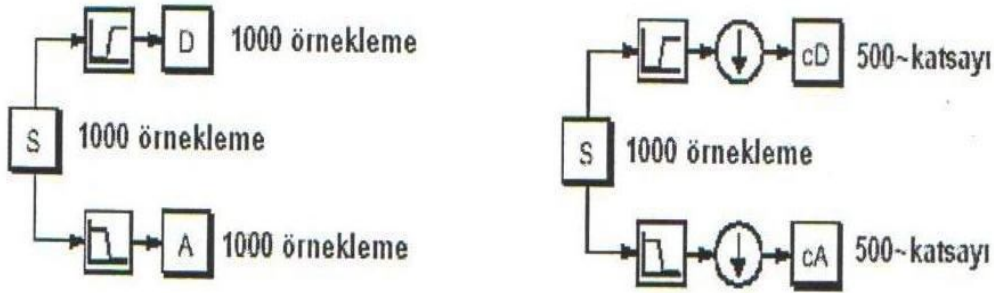 D 1000 örnekleme
S 1000 örnekleme
A 1000 örnekleme
cD 500~katsayı
S 1000 örnekleme
cA 500~katsayı